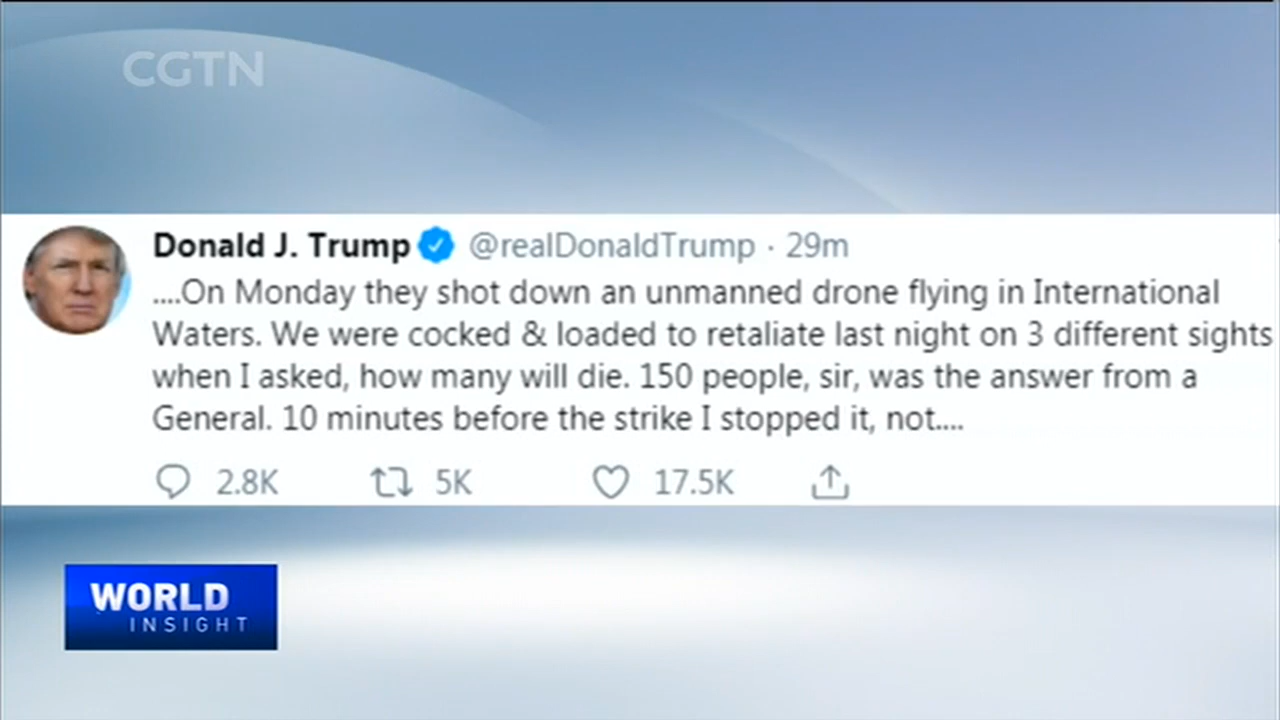 CGTN
Donald J. Trump @realDonaldTrump · 29m
....On Monday they shot down an unmanned drone flying in International
Waters. We were cocked & loaded to retaliate last night on 3 different sights
when I asked, how many will die. 150 people, sir, was the answer from a
General. 10 minutes before the strike I stopped it, not....
2.8K 5K 17.5K
WORLD
INSIGHT